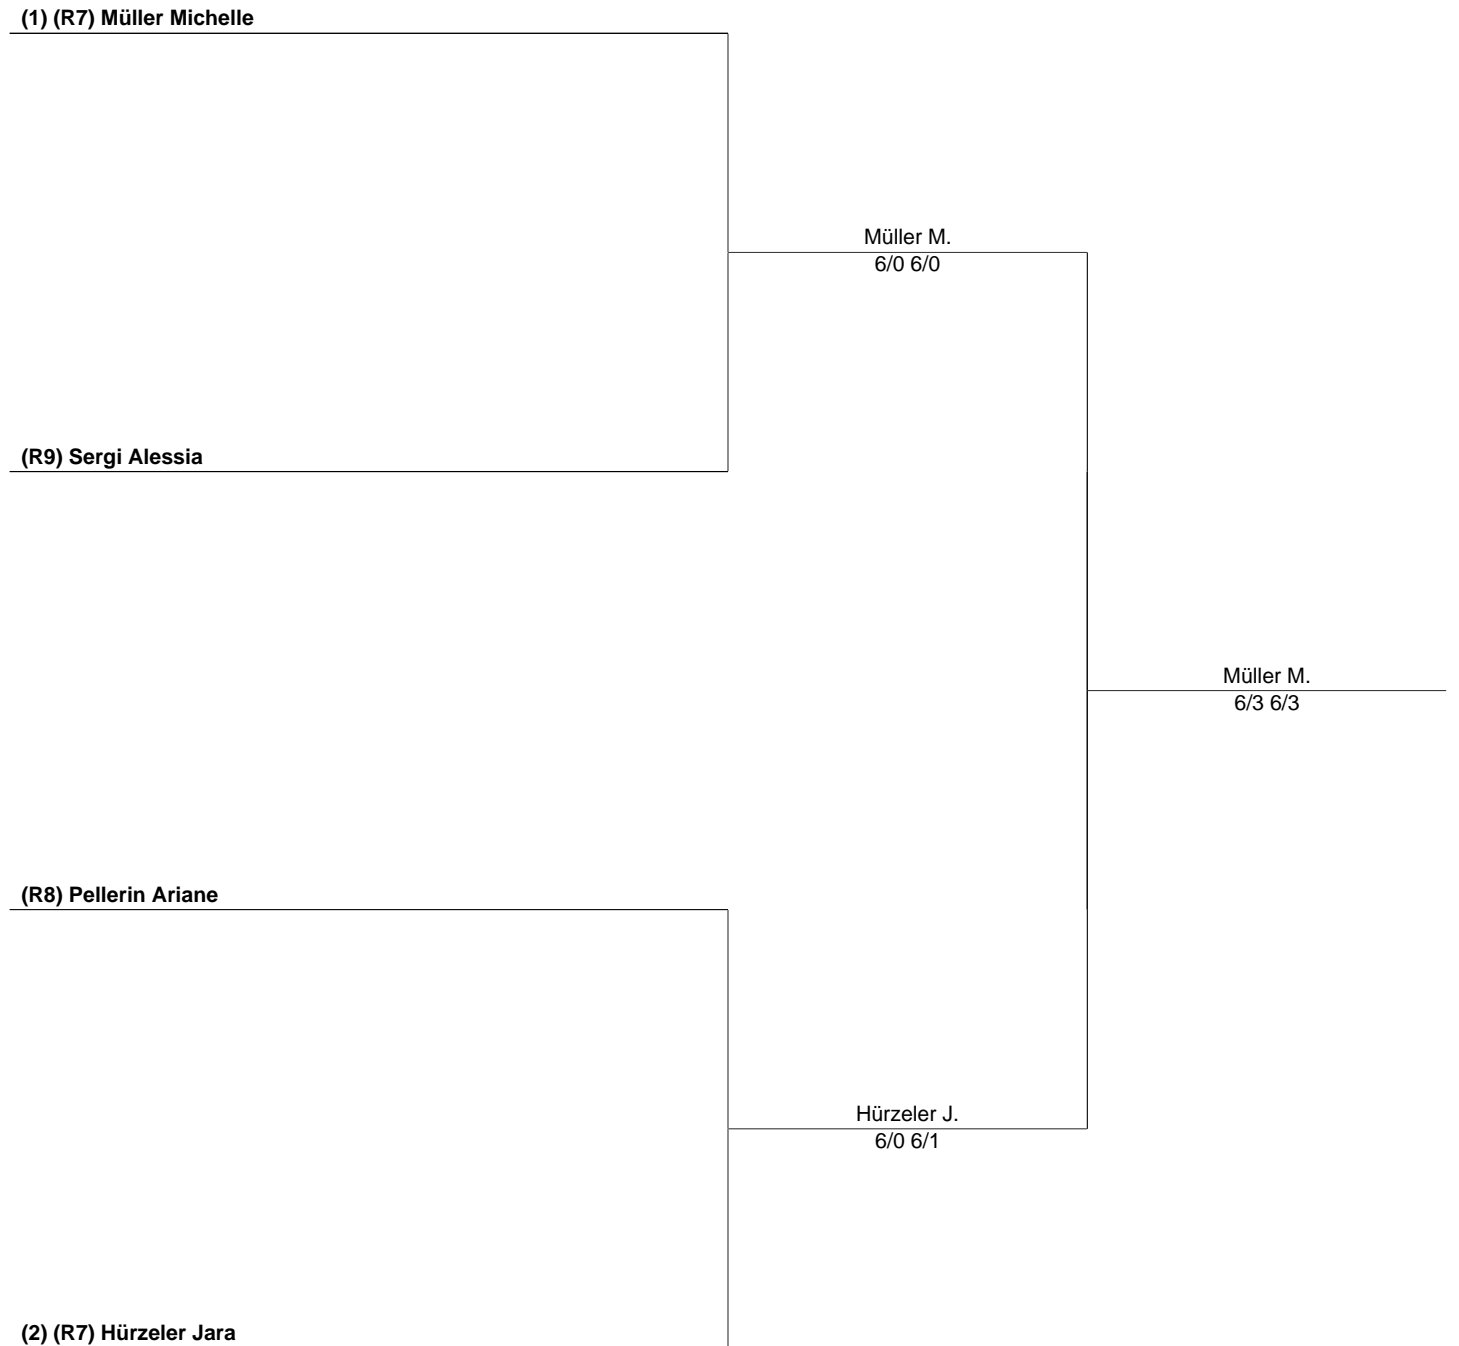 (1) (R7) Müller Michelle
Müller M.
6/0 6/0
(R9) Sergi Alessia
Müller M.
6/3 6/3
(R8) Pellerin Ariane
Hürzeler J.
6/0 6/1
(2) (R7) Hürzeler Jara